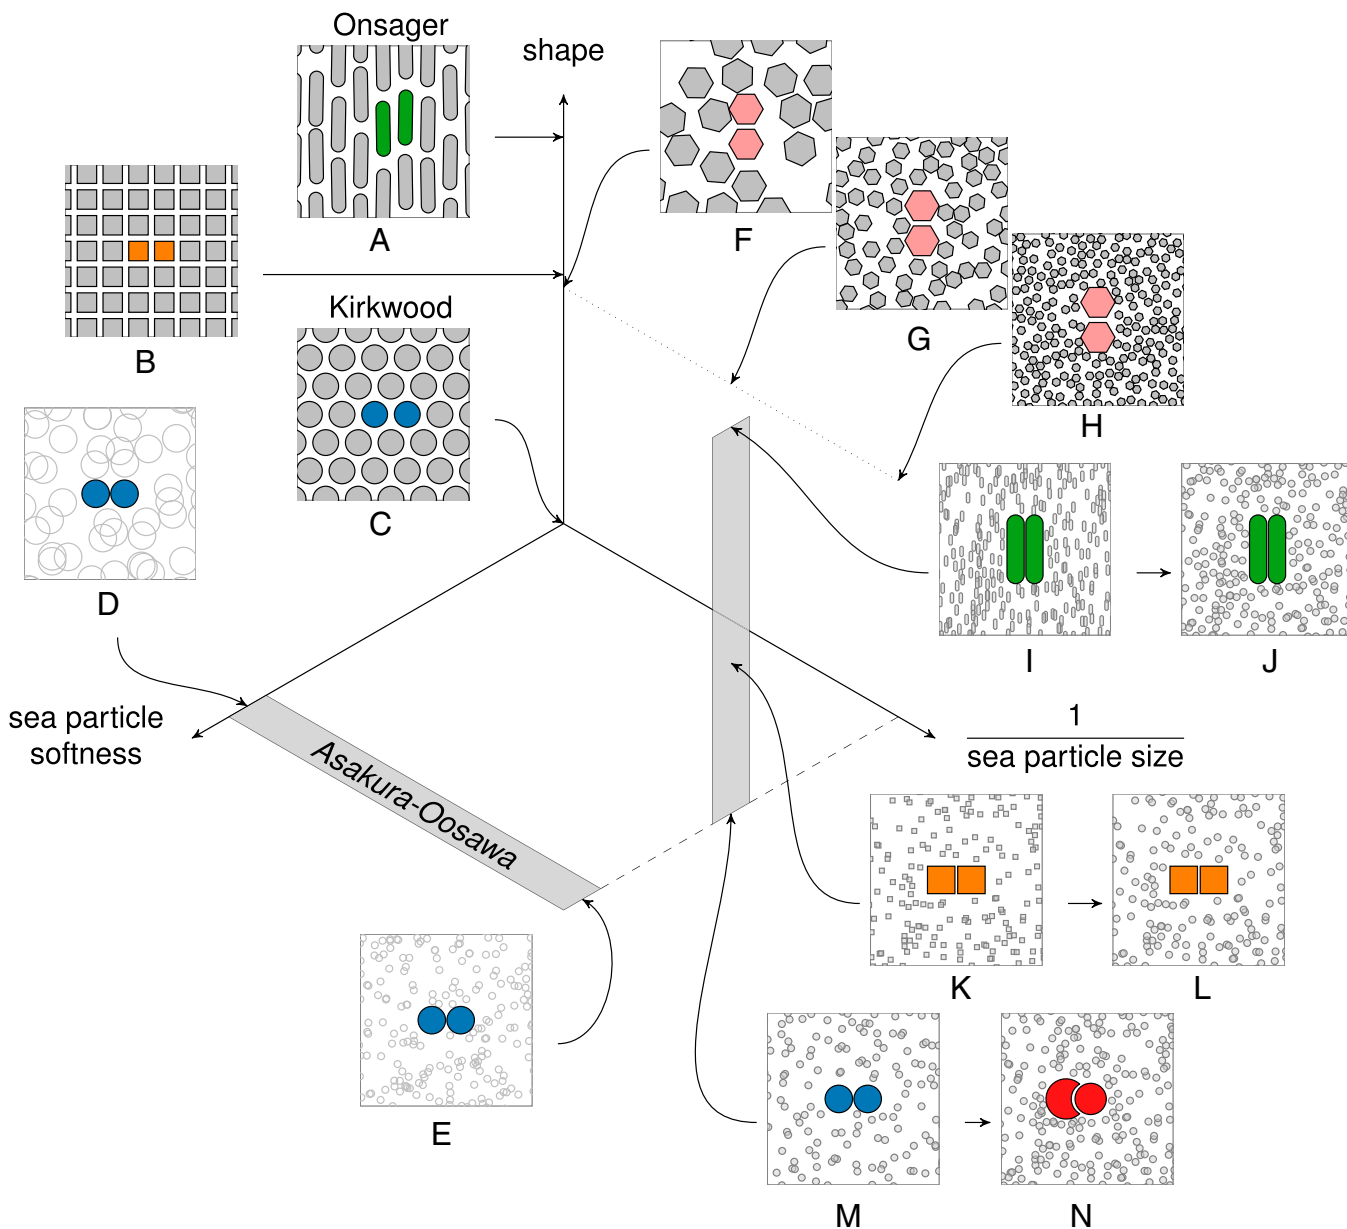 Onsager
shape
A
F
B
Kirkwood
G
C
H
D
I
J
sea particle
softness
1
sea particle size
Asakura-Oosawa
K
L
E
M
N